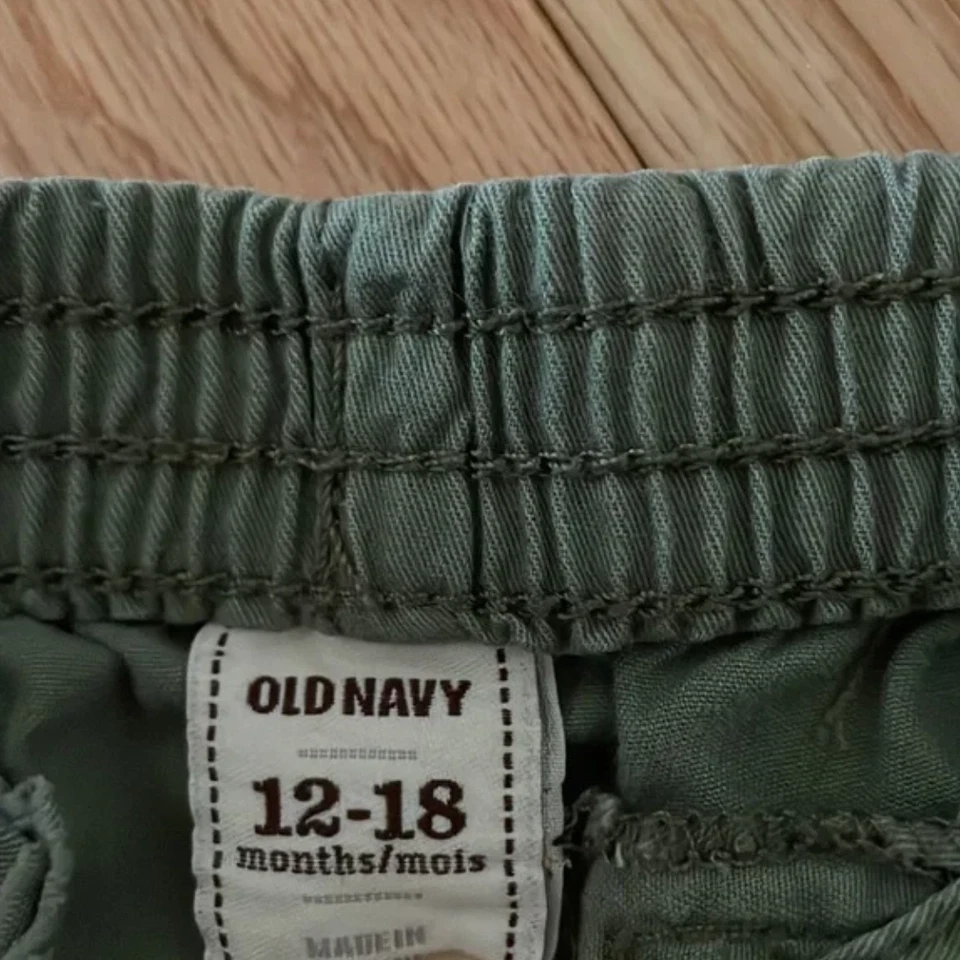 OLD NAVY
12-18
months/mois
MADE IN